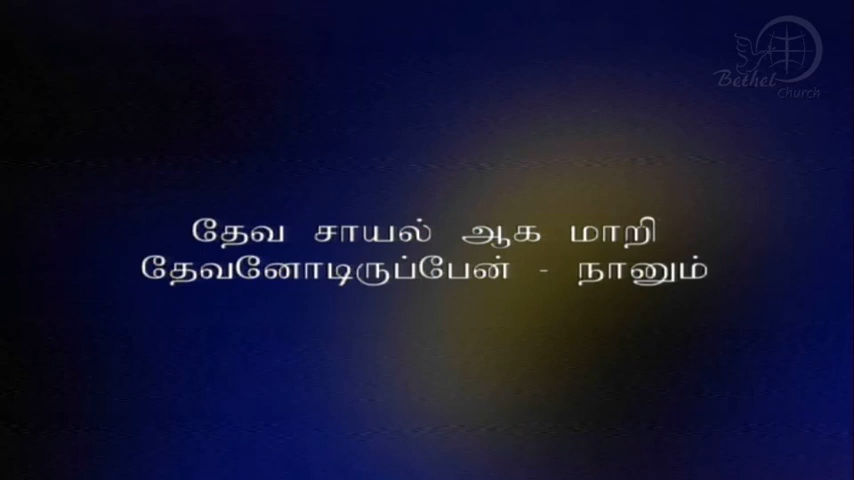 Bethel
Church
தேவ சாயல் ஆக மாறி
தேவனோடிருப்பேன் - நானும்